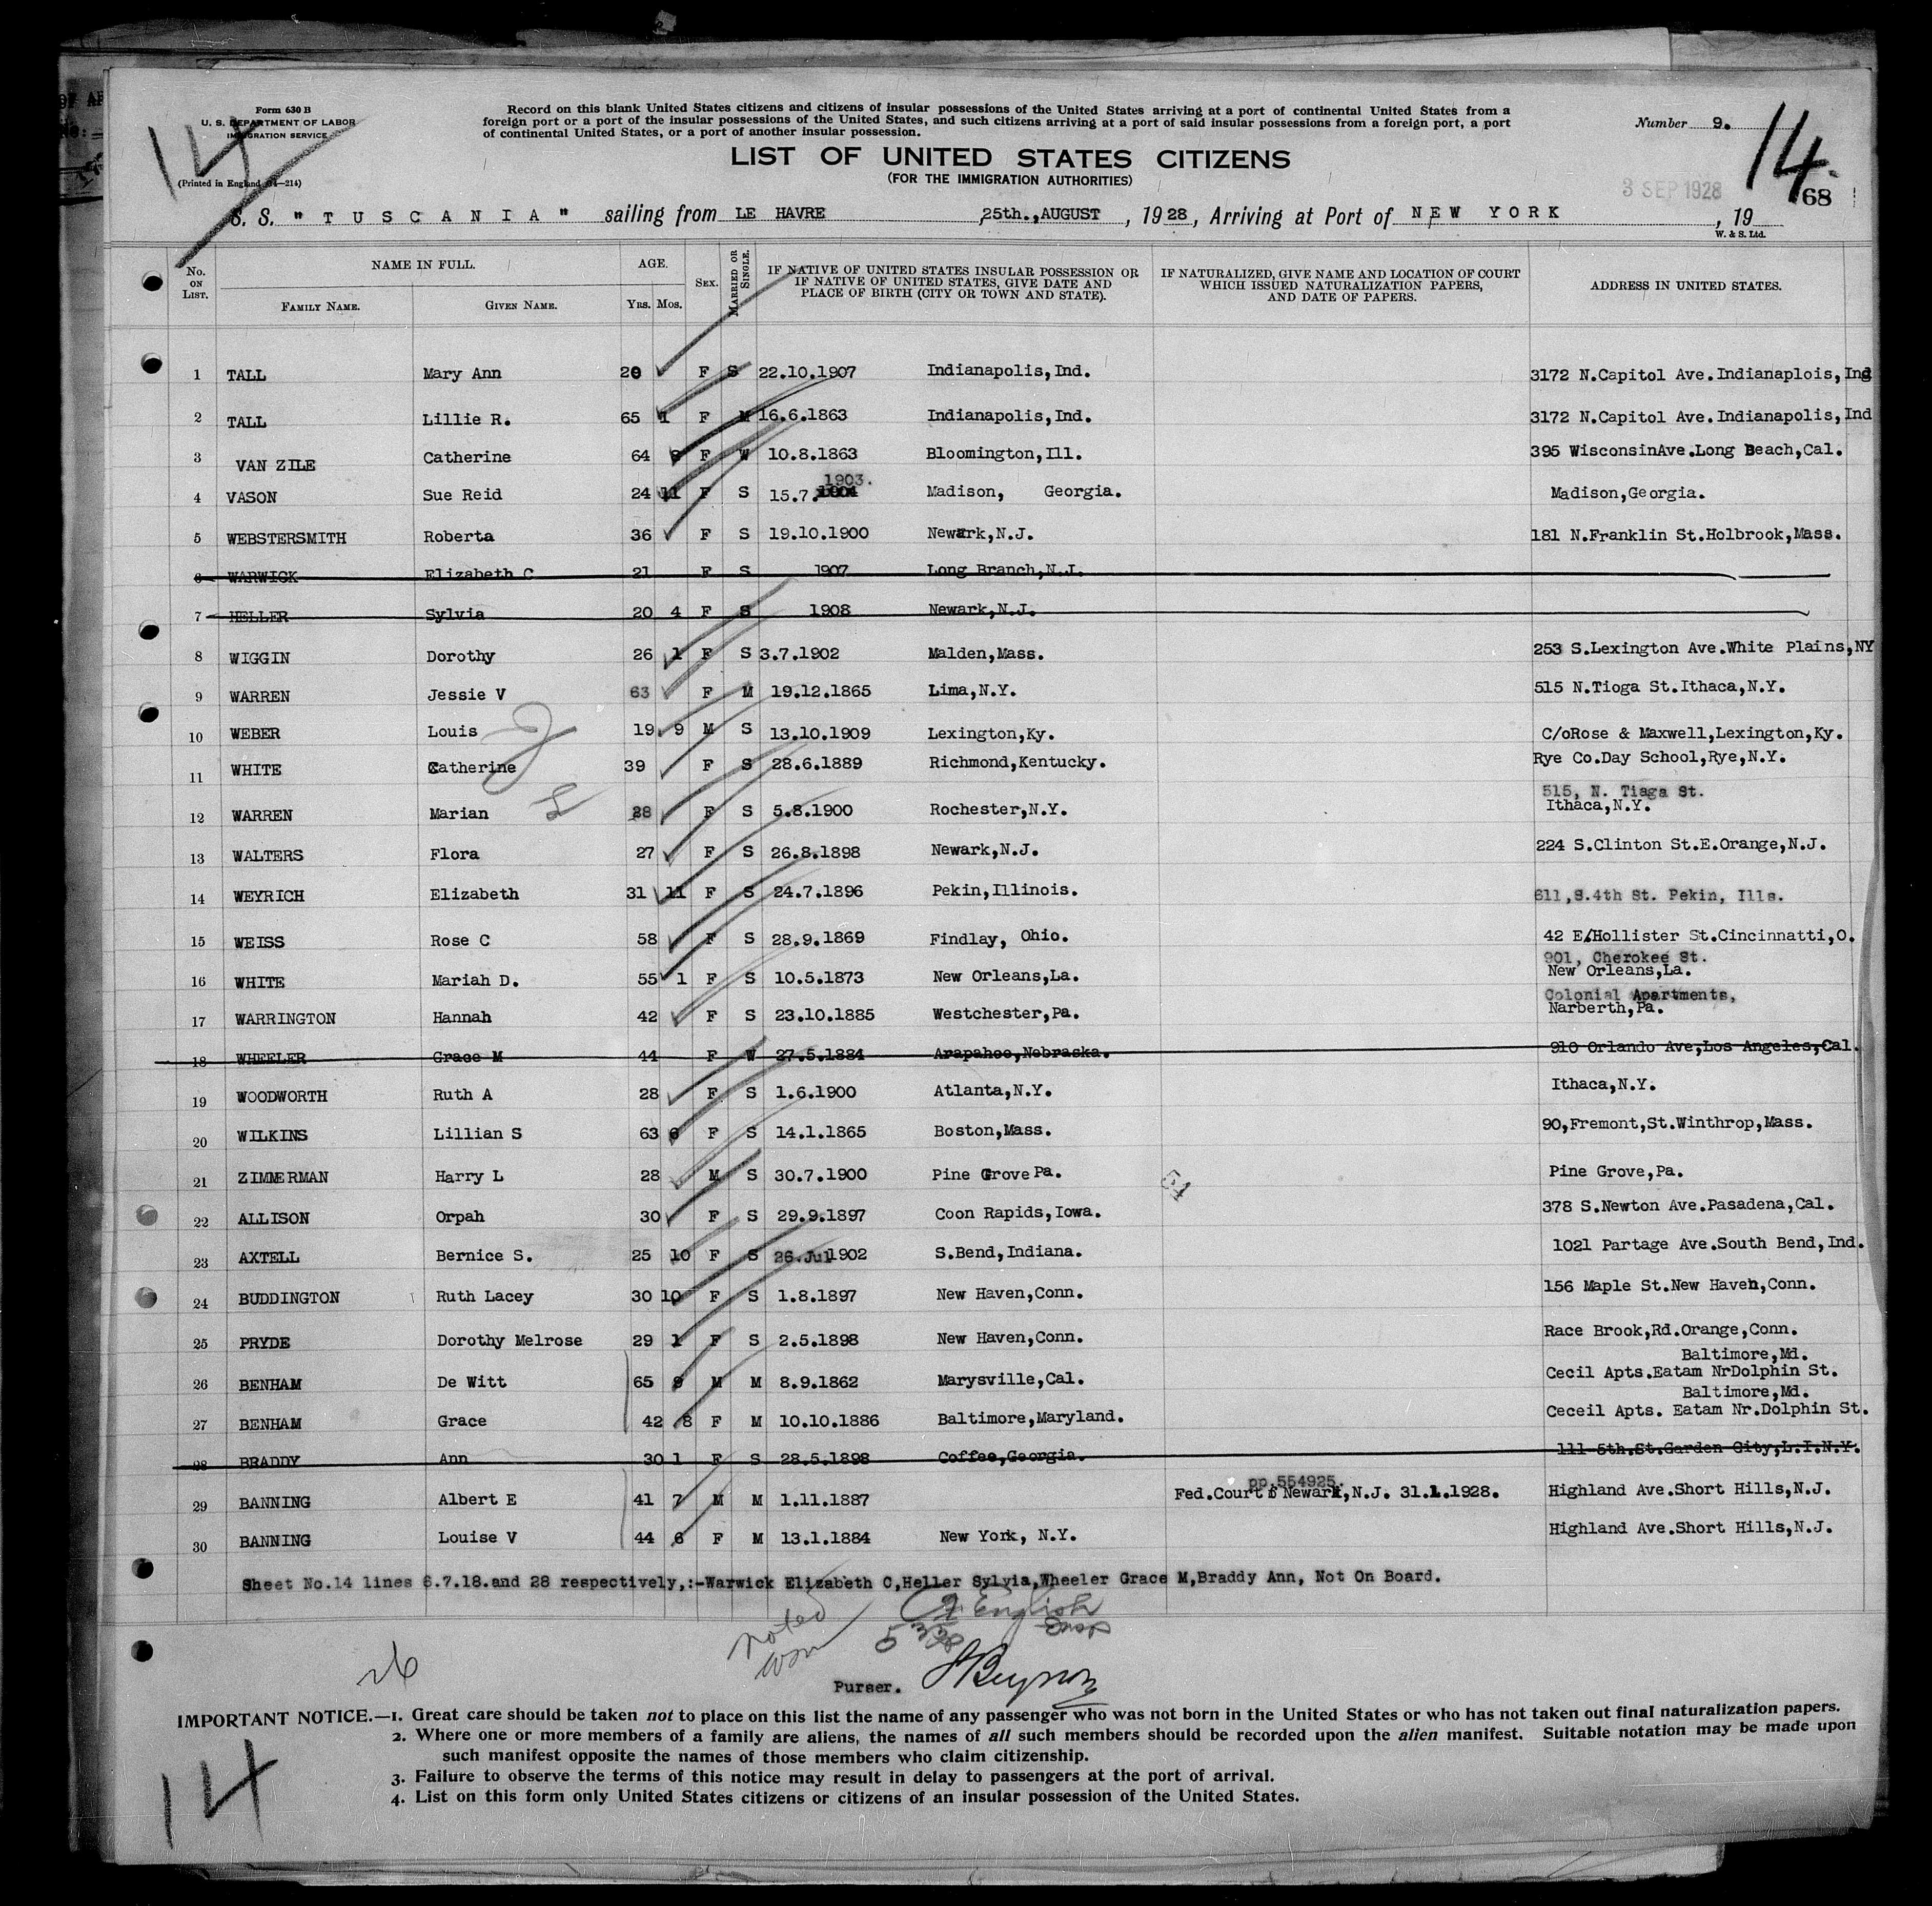 Form 630 B
U. S. DEPARTMENT OF LABOR
IMMIGRATION SERVICE
(Printed in England 64—214)
14
Record on this blank United States citizens and citizens of insular possessions of the United States arriving at a port of continental United States from a
foreign port or a port of the insular possessions of the United States, and such citizens arriving at a port of said insular possessions from a foreign port, a port
of continental United States, or a port of another insular possession.
Number 9.
14.
LIST OF UNITED STATES CITIZENS
(FOR THE IMMIGRATION AUTHORITIES)
3 SEP 1928
68
S. S. "TUSCANIA" sailing from LE HAVRE 25th.,AUGUST, 1928, Arriving at Port of NEW YORK, 19
W. & S. Ltd.
No. ON LIST. NAME IN FULL. FAMILY NAME. GIVEN NAME. AGE. YRS. MOS. SEX. MARRIED OR SINGLE. IF NATIVE OF UNITED STATES INSULAR POSSESSION OR IF NATIVE OF UNITED STATES, GIVE DATE AND PLACE OF BIRTH (CITY OR TOWN AND STATE). IF NATURALIZED, GIVE NAME AND LOCATION OF COURT WHICH ISSUED NATURALIZATION PAPERS, AND DATE OF PAPERS. ADDRESS IN UNITED STATES.
1 TALL Mary Ann 20 F S 22.10.1907 Indianapolis,Ind. 3172 N.Capitol Ave.Indianaplois,Ind
2 TALL Lillie R. 65 1 F M 16.6.1863 Indianapolis,Ind. 3172 N.Capitol Ave.Indianapolis,Ind
3 VAN ZILE Catherine 64 F W 10.8.1863 Bloomington,Ill. 395 WisconsinAve.Long Beach,Cal.
1903.
4 VASON Sue Reid 24 11 F S 15.7.1904 Madison, Georgia. Madison,Georgia.
5 WEBSTERSMITH Roberta 36 F S 19.10.1900 Newark,N.J. 181 N.Franklin St.Holbrook,Mass.
6 WARWICK Elizabeth C 21 F S 1907 Long Branch,N.J.
7 HELLER Sylvia 20 4 F S 1908 Newark,N.J.
8 WIGGIN Dorothy 26 1 F S 3.7.1902 Malden,Mass. 253 S.Lexington Ave.White Plains,NY
9 WARREN Jessie V 63 F M 19.12.1865 Lima,N.Y. 515 N.Tioga St.Ithaca,N.Y.
10 WEBER Louis 19 9 M S 13.10.1909 Lexington,Ky. C/oRose & Maxwell,Lexington,Ky.
11 WHITE Catherine 39 F S 28.6.1889 Richmond,Kentucky. Rye Co.Day School,Rye,N.Y.
515, N. Tiaga St.
12 WARREN Marian 28 F S 5.8.1900 Rochester,N.Y. Ithaca,N.Y.
13 WALTERS Flora 27 F S 26.8.1898 Newark,N.J. 224 S.Clinton St.E.Orange,N.J.
14 WEYRICH Elizabeth 31 11 F S 24.7.1896 Pekin,Illinois. 611,S.4th St. Pekin, Ills.
15 WEISS Rose C 58 F S 28.9.1869 Findlay, Ohio. 42 E.Hollister St.Cincinnatti,O.
901, Cherokee St.
16 WHITE Mariah D. 55 1 F S 10.5.1873 New Orleans,La. New Orleans,La.
Colonial Apartments,
17 WARRINGTON Hannah 42 F S 23.10.1885 Westchester,Pa. Narberth,Pa.
18 WHEELER Grace M 44 F W 27.5.1884 Arapahoe,Nebraska. 910 Orlando Ave,Los Angeles,Cal.
19 WOODWORTH Ruth A 28 F S 1.6.1900 Atlanta,N.Y. Ithaca,N.Y.
20 WILKINS Lillian S 63 6 F S 14.1.1865 Boston,Mass. 90,Fremont,St.Winthrop,Mass.
21 ZIMMERMAN Harry L 28 M S 30.7.1900 Pine Grove Pa. 54 Pine Grove,Pa.
22 ALLISON Orpah 30 F S 29.9.1897 Coon Rapids,Iowa. 378 S.Newton Ave.Pasadena,Cal.
23 AXTELL Bernice S. 25 10 F S 26.Jul1902 S.Bend,Indiana. 1021 Partage Ave.South Bend,Ind.
24 BUDDINGTON Ruth Lacey 30 10 F S 1.8.1897 New Haven,Conn. 156 Maple St.New Haven,Conn.
25 PRYDE Dorothy Melrose 29 1 F S 2.5.1898 New Haven,Conn. Race Brook,Rd.Orange,Conn.
Baltimore,Md.
26 BENHAM De Witt 65 M M 8.9.1862 Marysville,Cal. Cecil Apts.Eatam NrDolphin St.
Baltimore,Md.
27 BENHAM Grace 42 8 F M 10.10.1886 Baltimore,Maryland. Ceceil Apts. Eatam Nr.Dolphin St.
28 BRADDY Ann 30 1 F S 28.5.1898 Coffee,Georgia. 111 5th.St.Garden City,L.I.N.Y.
pp.554925.
29 BANNING Albert E 41 7 M M 1.11.1887 Fed.Court Newark,N.J. 31.1.1928. Highland Ave.Short Hills,N.J.
30 BANNING Louise V 44 6 F M 13.1.1884 New York, N.Y. Highland Ave.Short Hills,N.J.
Sheet No.14 lines 6.7.18.and 28 respectively,:-Warwick Elizabeth C,Heller Sylvia,Wheeler Grace M,Braddy Ann, Not On Board.
noted
English
26
Purser.
IMPORTANT NOTICE.—1. Great care should be taken not to place on this list the name of any passenger who was not born in the United States or who has not taken out final naturalization papers.
2. Where one or more members of a family are aliens, the names of all such members should be recorded upon the alien manifest. Suitable notation may be made upon
such manifest opposite the names of those members who claim citizenship.
3. Failure to observe the terms of this notice may result in delay to passengers at the port of arrival.
4. List on this form only United States citizens or citizens of an insular possession of the United States.
14